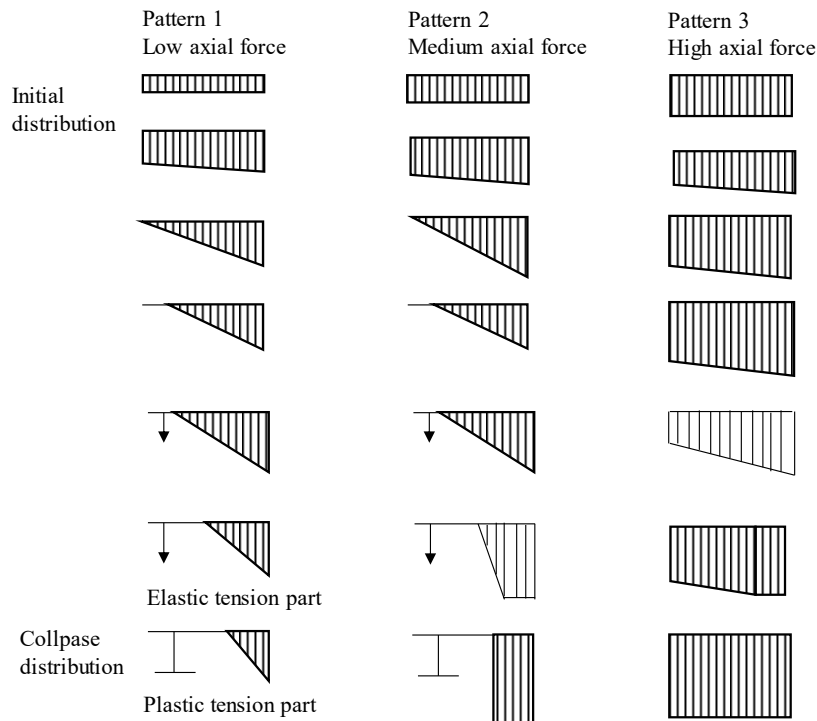 Pattern 1
Low axial force
Pattern 2
Medium axial force
Pattern 3
High axial force
Initial
distribution
Elastic tension part
Collpase
distribution
Plastic tension part